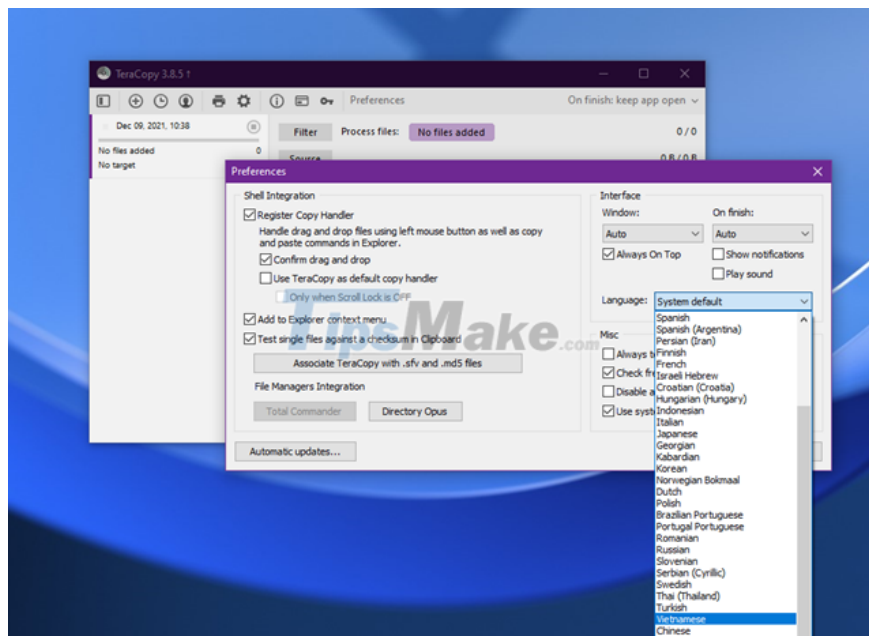 TeraCopy 3.8.5 ↑
Preferences
On finish: keep app open
Dec 09, 2021, 10:38
No files added 0
No target
Filter
Process files:
No files added
0 / 0
Source
0 B / 0 B
Preferences
Shell Integration
Register Copy Handler
Handle drag and drop files using left mouse button as well as copy
and paste commands in Explorer.
Confirm drag and drop
Use TeraCopy as default copy handler
Only when Scroll Lock is OFF
Add to Explorer context menu
Test single files against a checksum in Clipboard
Associate TeraCopy with .sfv and .md5 files
File Managers Integration
Total Commander
Directory Opus
Automatic updates...
Interface
Window:
On finish:
Auto
Auto
Always On Top
Show notifications
Play sound
Language:
System default
Misc
Always
Check
Disable
Use
Spanish
Spanish (Argentina)
Persian (Iran)
Finnish
French
Israeli Hebrew
Croatian (Croatia)
Hungarian (Hungary)
Indonesian
Italian
Japanese
Georgian
Kabardian
Korean
Norwegian Bokmaal
Dutch
Polish
Brazilian Portuguese
Portugal Portuguese
Romanian
Russian
Slovenian
Serbian (Cyrillic)
Swedish
Thai (Thailand)
Turkish
Vietnamese
Chinese
TipsMake.com